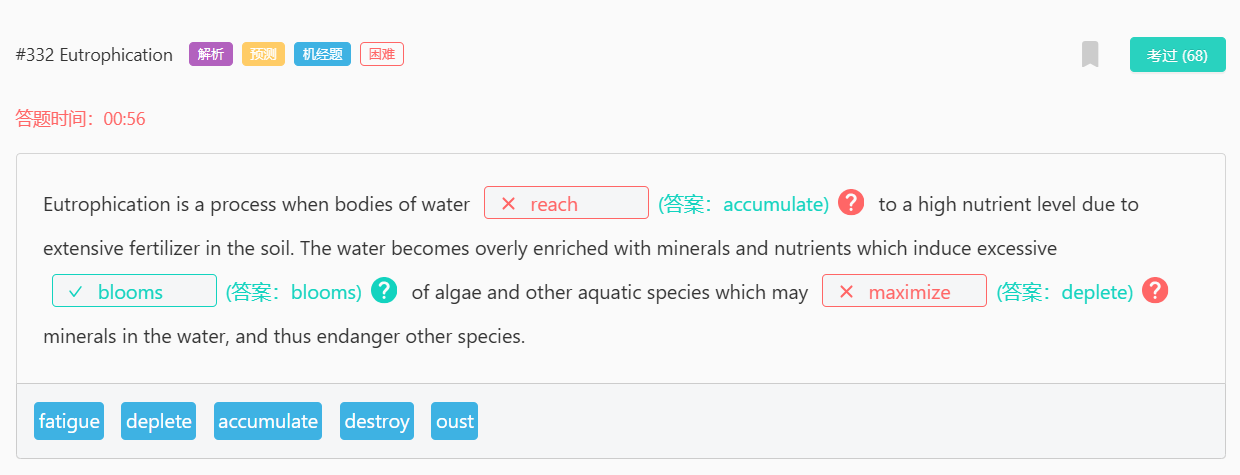 #332 Eutrophication 解析 预测 机经题 困难 考过 (68)
答题时间：00:56
Eutrophication is a process when bodies of water × reach (答案：accumulate) ? to a high nutrient level due to
extensive fertilizer in the soil. The water becomes overly enriched with minerals and nutrients which induce excessive
✓ blooms (答案：blooms) ? of algae and other aquatic species which may × maximize (答案：deplete) ?
minerals in the water, and thus endanger other species.
fatigue deplete accumulate destroy oust